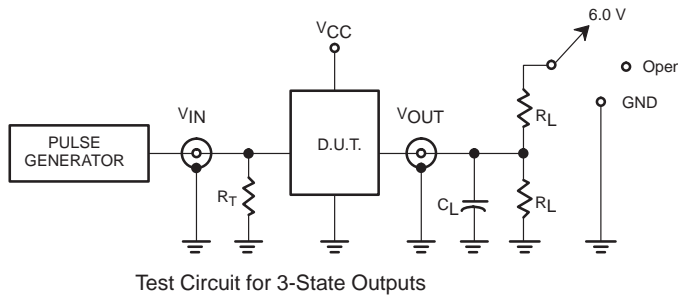 6.0 V
VCC
Oper
VIN
VOUT
RL
GND
PULSE
GENERATOR
D.U.T.
RT
CL
RL
Test Circuit for 3-State Outputs